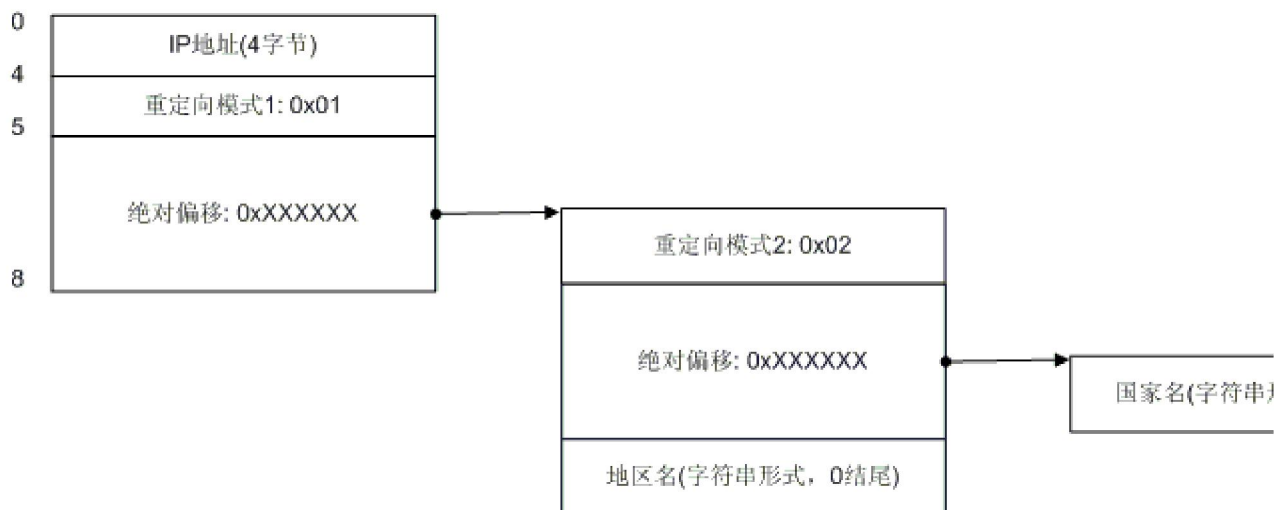 0
IP地址(4字节)
4
重定向模式1: 0x01
5
绝对偏移: 0xXXXXXX
8
重定向模式2: 0x02
绝对偏移: 0xXXXXXX
国家名(字符串
地区名(字符串形式，0结尾)